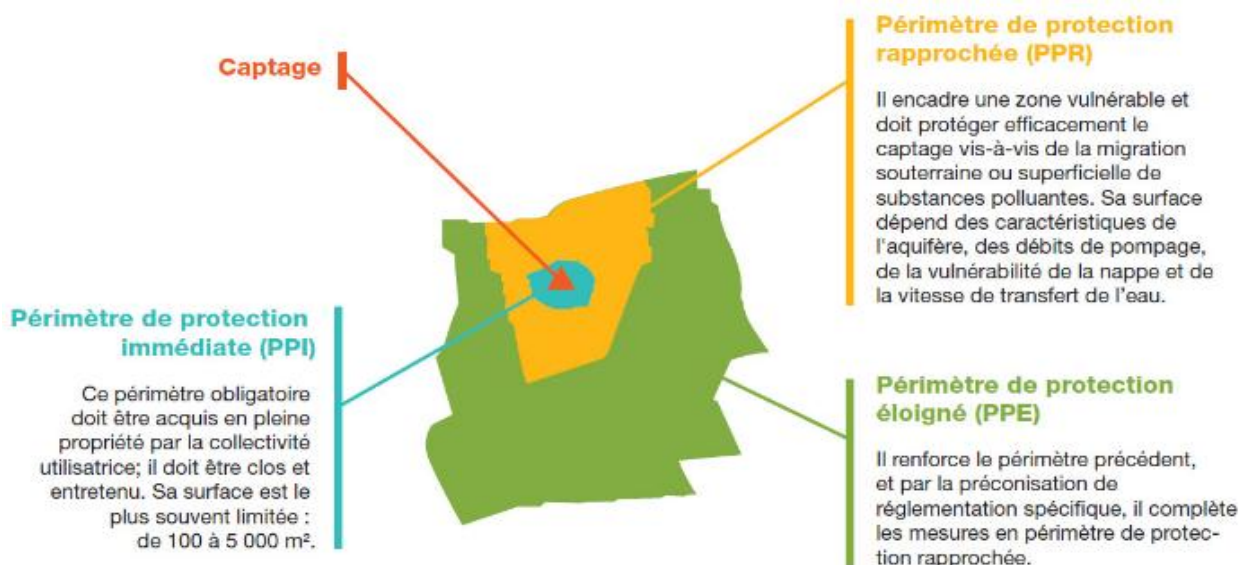 Captage
Périmètre de protection
immédiate (PPI)
Ce périmètre obligatoire
doit être acquis en pleine
propriété par la collectivité
utilisatrice; il doit être clos et
entretenu. Sa surface est le
plus souvent limitée :
de 100 à 5 000 m².
Périmètre de protection
rapprochée (PPR)
Il encadre une zone vulnérable et
doit protéger efficacement le
captage vis-à-vis de la migration
souterraine ou superficielle de
substances polluantes. Sa surface
dépend des caractéristiques de
l'aquifère, des débits de pompage,
de la vulnérabilité de la nappe et de
la vitesse de transfert de l'eau.
Périmètre de protection
éloigné (PPE)
Il renforce le périmètre précédent,
et par la préconisation de
réglementation spécifique, il complète
les mesures en périmètre de protec-
tion rapprochée.